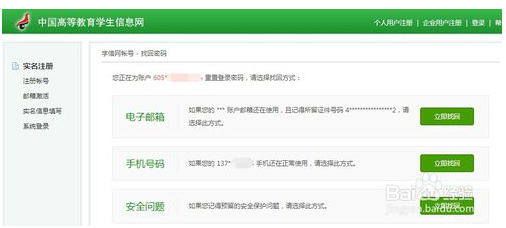 中国高等教育学生信息网
个人用户注册 | 企业用户注册 | 登录 | 帮
实名注册
注册帐号
邮箱激活
实名信息填写
系统登录
学信网帐号 > 找回密码
您正在为账户 605* 重置登录密码，请选择找回方式：
电子邮箱
如果您的 *** 账户邮箱还在使用，且记得所留证件号码 4****************2，请
选择此方式。
立即找回
手机号码
如果您的 137* 手机还在正常使用，请选择此方式。
立即找回
安全问题
如果您记得预留的安全保护问题，请选择此方式。
立即找回
Bai 百度 经验
jingyan.baidu.com